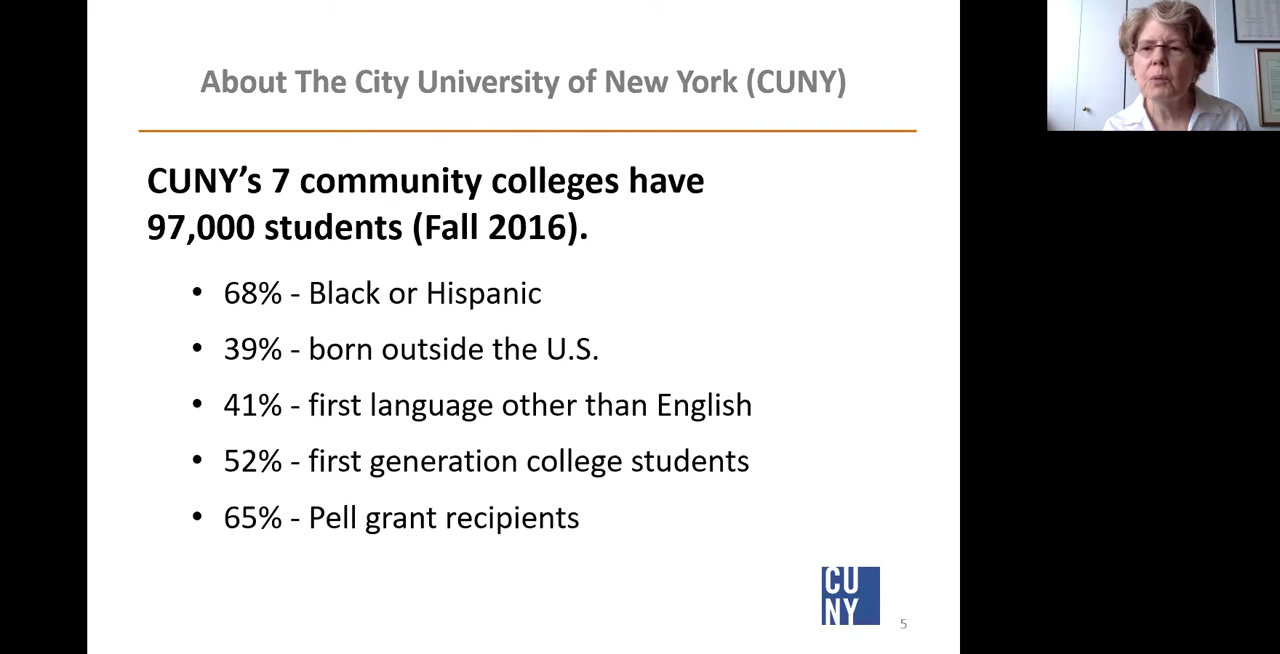 About The City University of New York (CUNY)
CUNY’s 7 community colleges have
97,000 students (Fall 2016).
• 68% - Black or Hispanic
• 39% - born outside the U.S.
• 41% - first language other than English
• 52% - first generation college students
• 65% - Pell grant recipients
CU
NY
5